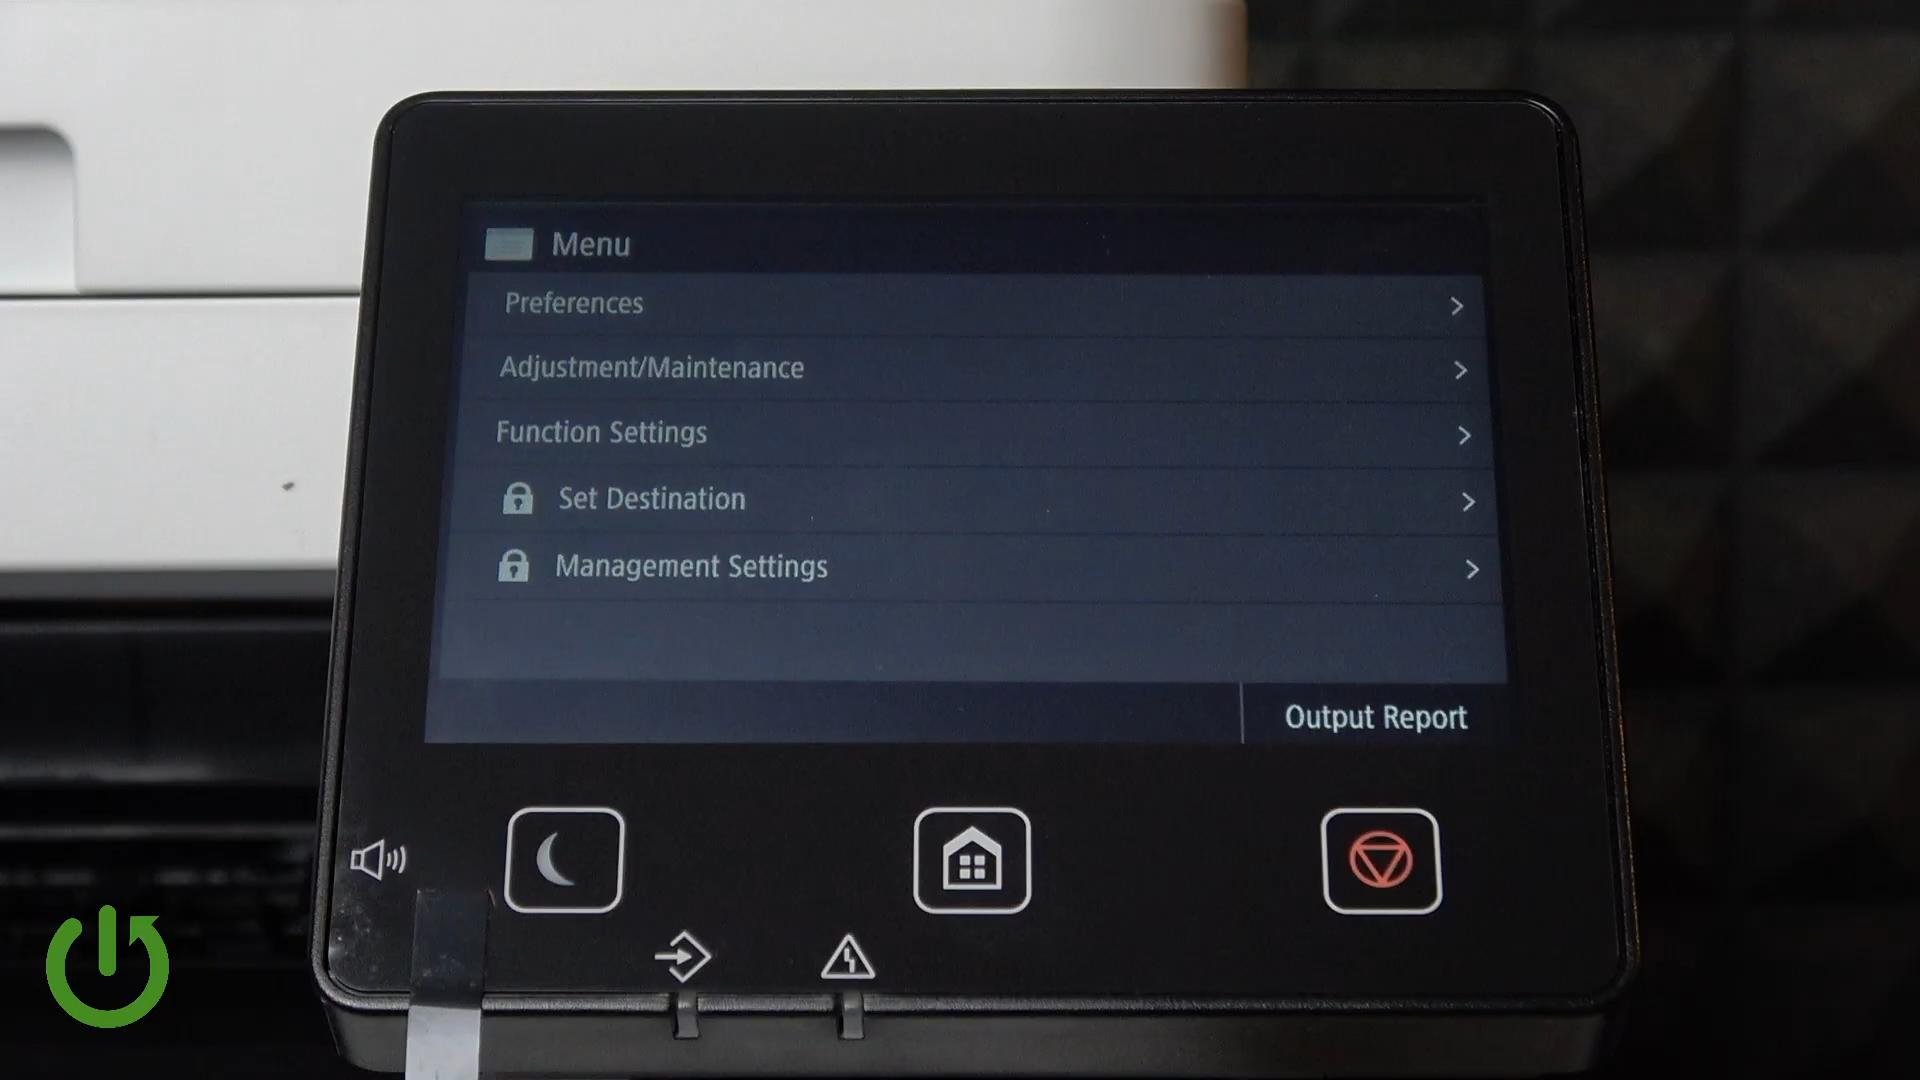 Menu
Preferences
Adjustment/Maintenance
Function Settings
Set Destination
Management Settings
Output Report